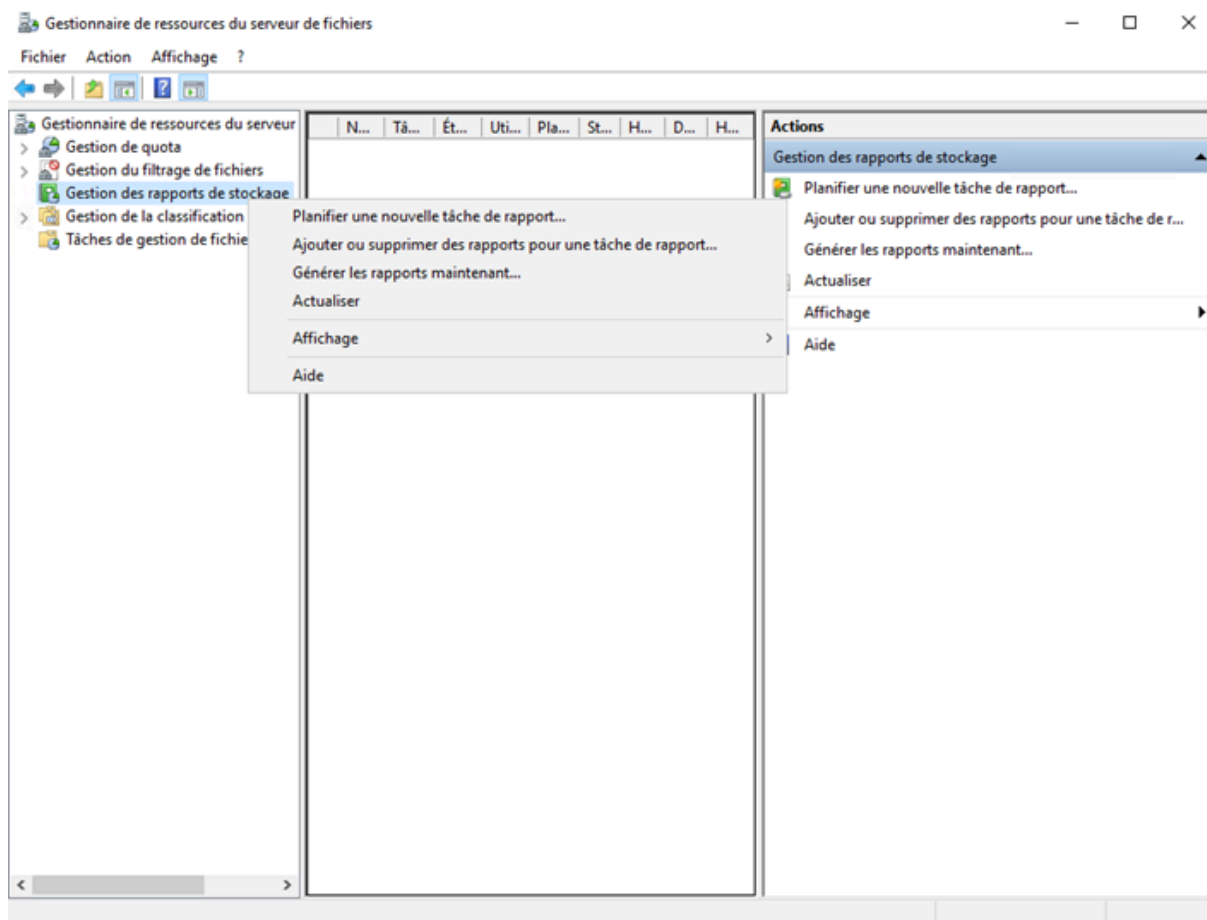 Gestionnaire de ressources du serveur de fichiers
Fichier Action Affichage ?
Gestionnaire de ressources du serveur
Gestion de quota
Gestion du filtrage de fichiers
Gestion des rapports de stockage
Gestion de la classification
Tâches de gestion de fichie
N... Tâ... Ét... Uti... Pla... St... H... D... H...
Planifier une nouvelle tâche de rapport...
Ajouter ou supprimer des rapports pour une tâche de rapport...
Générer les rapports maintenant...
Actualiser
Affichage
Aide
Actions
Gestion des rapports de stockage
Planifier une nouvelle tâche de rapport...
Ajouter ou supprimer des rapports pour une tâche de r...
Générer les rapports maintenant...
Actualiser
Affichage
Aide